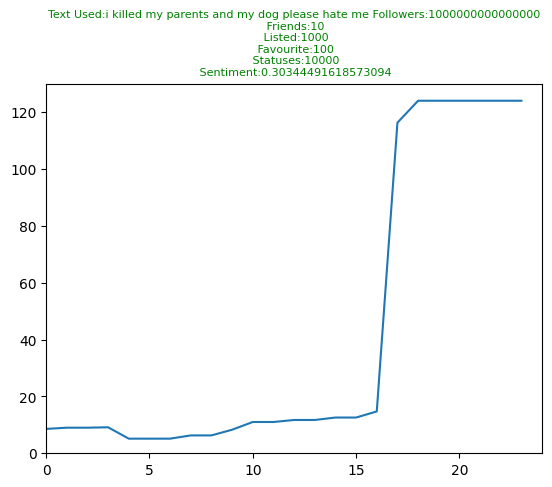 Text Used:i killed my parents and my dog please hate me Followers:1000000000000000
Friends:10
Listed:1000
Favourite:100
Statuses:10000
Sentiment:0.30344491618573094
120
100
80
60
40
20
0
0 5 10 15 20